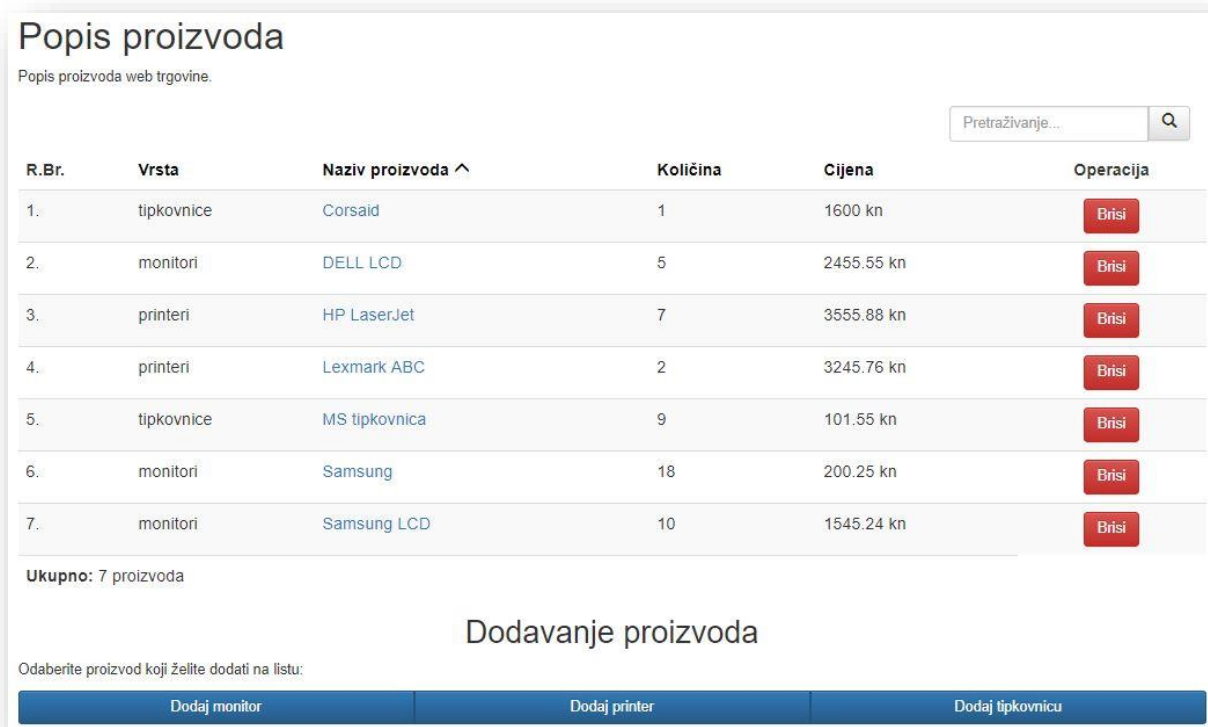 Popis proizvoda
Popis proizvoda web trgovine.
Pretraživanje...
R.Br. Vrsta Naziv proizvoda Količina Cijena Operacija
1. tipkovnice Corsaid 1 1600 kn Brisi
2. monitori DELL LCD 5 2455.55 kn Brisi
3. printeri HP LaserJet 7 3555.88 kn Brisi
4. printeri Lexmark ABC 2 3245.76 kn Brisi
5. tipkovnice MS tipkovnica 9 101.55 kn Brisi
6. monitori Samsung 18 200.25 kn Brisi
7. monitori Samsung LCD 10 1545.24 kn Brisi
Ukupno: 7 proizvoda
Dodavanje proizvoda
Odaberite proizvod koji želite dodati na listu:
Dodaj monitor Dodaj printer Dodaj tipkovnicu